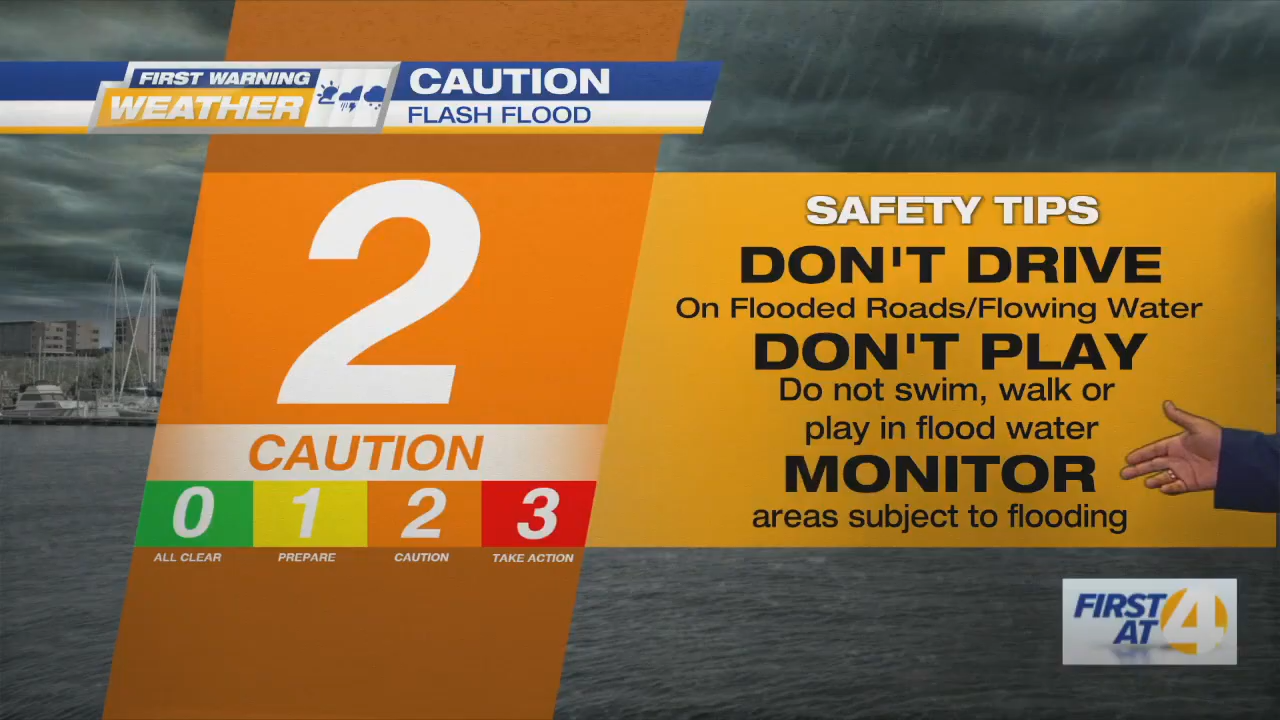 FIRST WARNING
WEATHER
CAUTION
FLASH FLOOD
2
CAUTION
0 1 2 3
ALL CLEAR PREPARE CAUTION TAKE ACTION
SAFETY TIPS
DON'T DRIVE
On Flooded Roads/Flowing Water
DON'T PLAY
Do not swim, walk or
play in flood water
MONITOR
areas subject to flooding
FIRST
AT 4